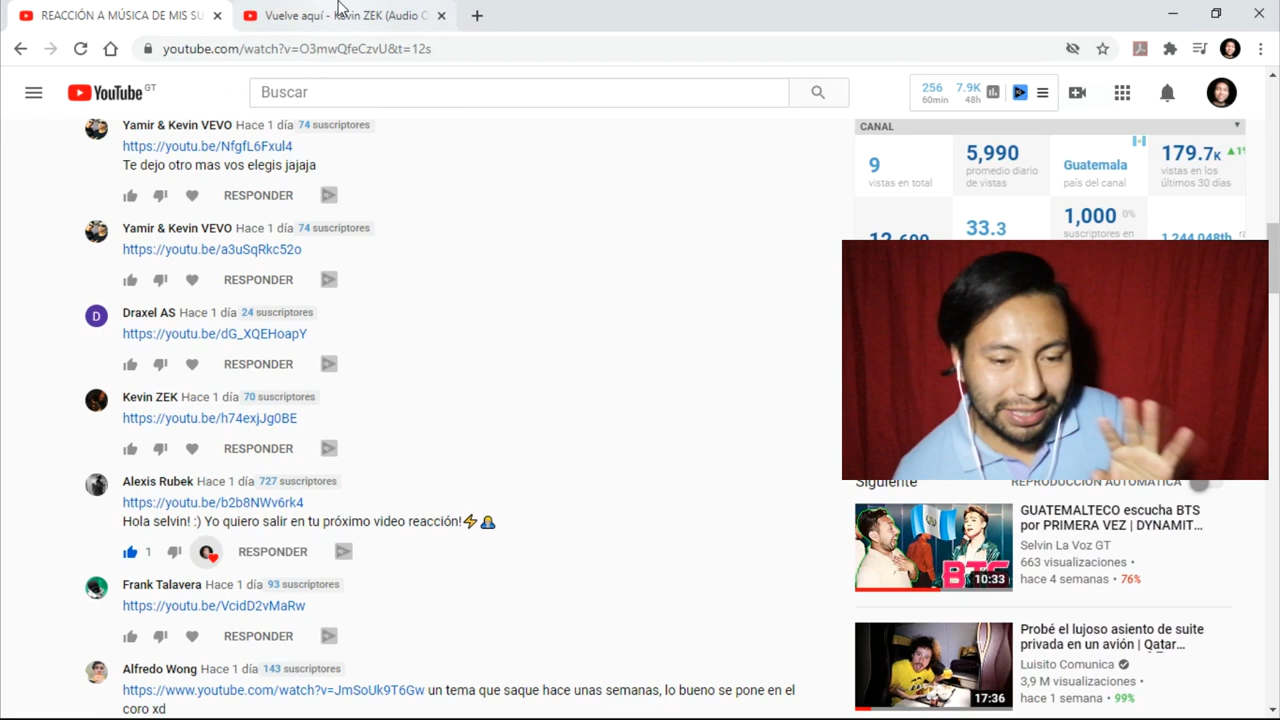 REACCIÓN A MÚSICA DE MIS SU
Vuelve aquí - Kevin ZEK (Audio O
youtube.com/watch?v=O3mwQfeCzvU&t=12s
YouTube GT
Buscar
256 7.9K
60min 48h
Yamir & Kevin VEVO Hace 1 día 74 suscriptores
https://youtu.be/NfgfL6Fxul4
Te dejo otro mas vos elegis jajaja
RESPONDER
Yamir & Kevin VEVO Hace 1 día 74 suscriptores
https://youtu.be/a3uSqRkc52o
RESPONDER
D
Draxel AS Hace 1 día 24 suscriptores
https://youtu.be/dG_XQEHoapY
RESPONDER
Kevin ZEK Hace 1 día 70 suscriptores
https://youtu.be/h74exjJg0BE
RESPONDER
Alexis Rubek Hace 1 día 727 suscriptores
https://youtu.be/b2b8NWv6rk4
Hola selvin! :) Yo quiero salir en tu próximo video reacción!⚡
1 RESPONDER
Frank Talavera Hace 1 día 93 suscriptores
https://youtu.be/VcidD2vMaRw
RESPONDER
Alfredo Wong Hace 1 día 143 suscriptores
https://www.youtube.com/watch?v=JmSoUk9T6Gw un tema que saque hace unas semanas, lo bueno se pone en el
coro xd
CANAL
9
vistas en total
5,990
promedio diario
de vistas
Guatemala
país del canal
179.7K
vistas en los
últimos 30 días
33.3
1,000 0%
suscriptores en
Siguiente REPRODUCCIÓN AUTOMÁTICA
BTS
10:33
GUATEMALTECO escucha BTS
por PRIMERA VEZ | DYNAMIT...
Selvin La Voz GT
663 visualizaciones •
hace 4 semanas • 76%
17:36
Probé el lujoso asiento de suite
privada en un avión | Qatar...
Luisito Comunica
3,9 M visualizaciones •
hace 1 semana • 99%